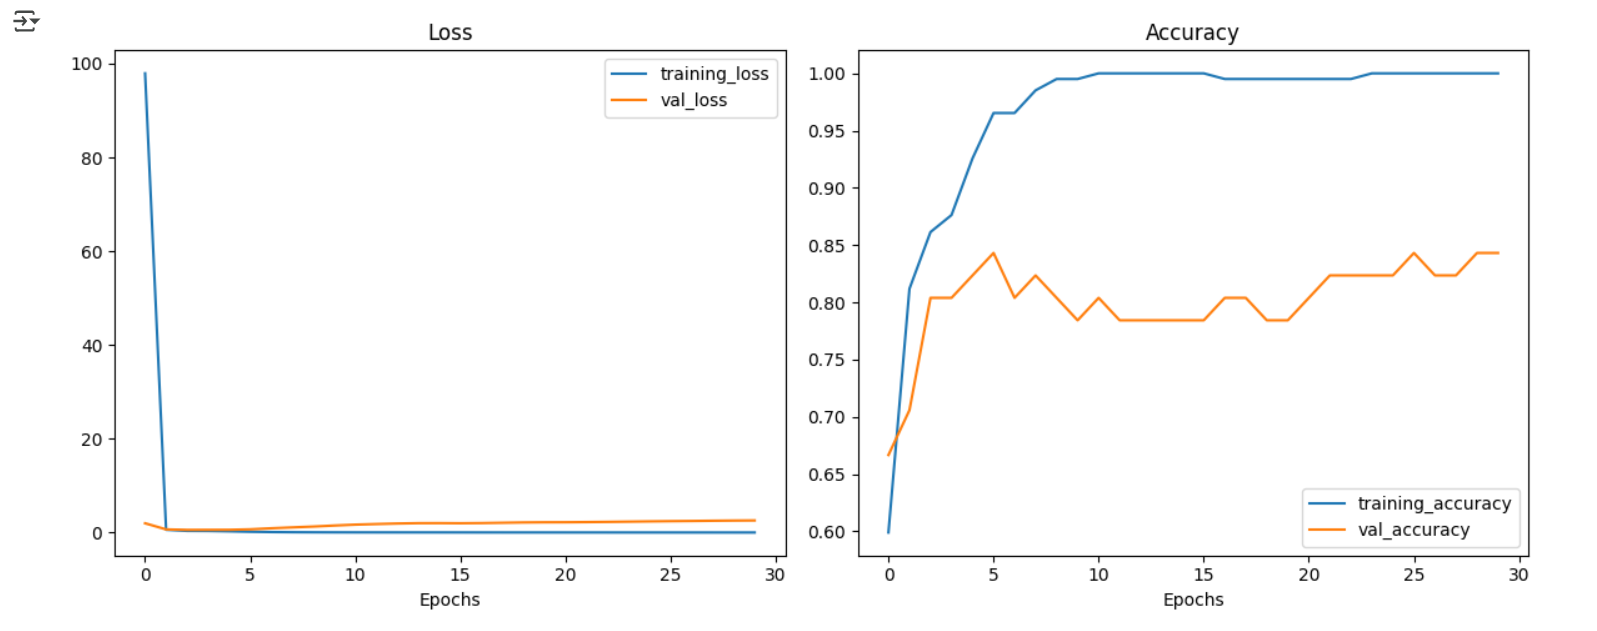 Loss
100
80
60
40
20
0
training_loss
val_loss
0 5 10 15 20 25 30
Epochs
Accuracy
1.00
0.95
0.90
0.85
0.80
0.75
0.70
0.65
0.60
training_accuracy
val_accuracy
0 5 10 15 20 25 30
Epochs